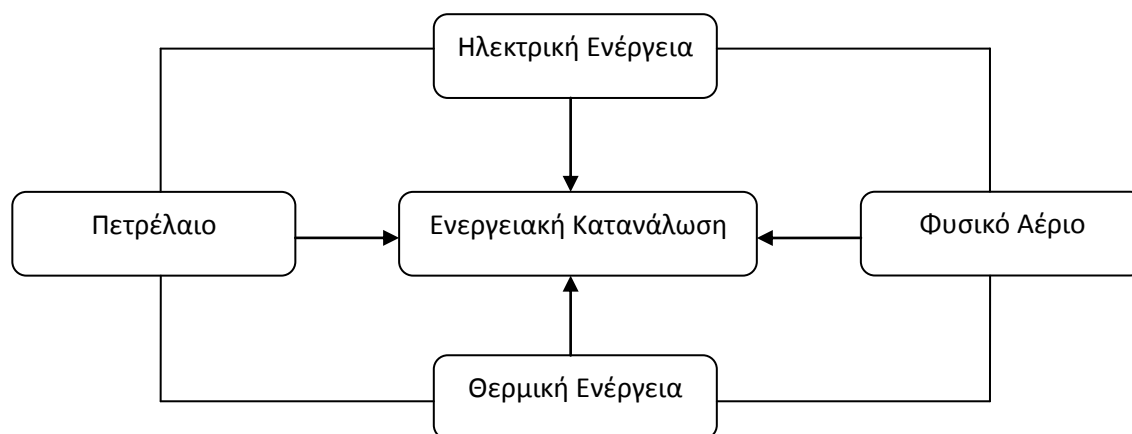 Ηλεκτρική Ενέργεια
Πετρέλαιο
Ενεργειακή Κατανάλωση
Φυσικό Αέριο
Θερμική Ενέργεια